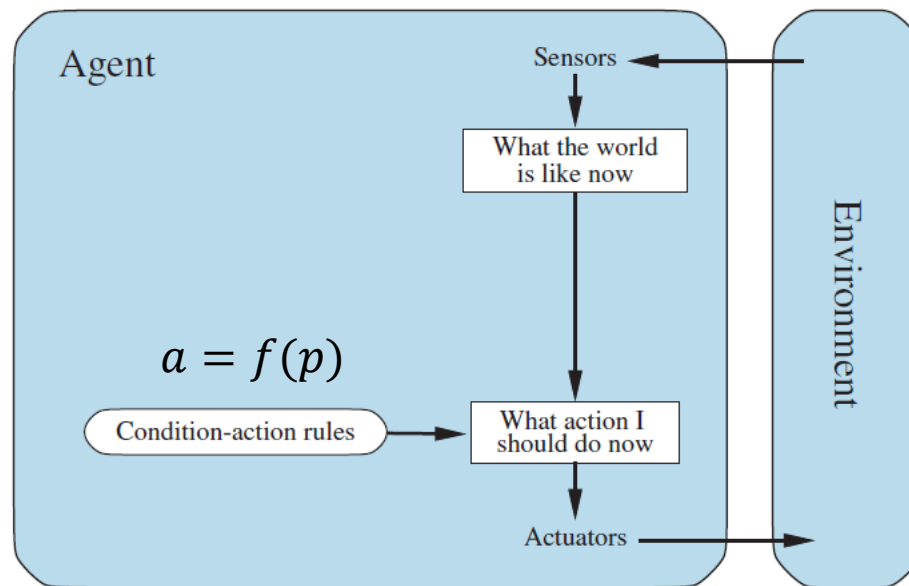 Agent
Sensors
What the world
is like now
Environment
a = f(p)
Condition-action rules
What action I
should do now
Actuators